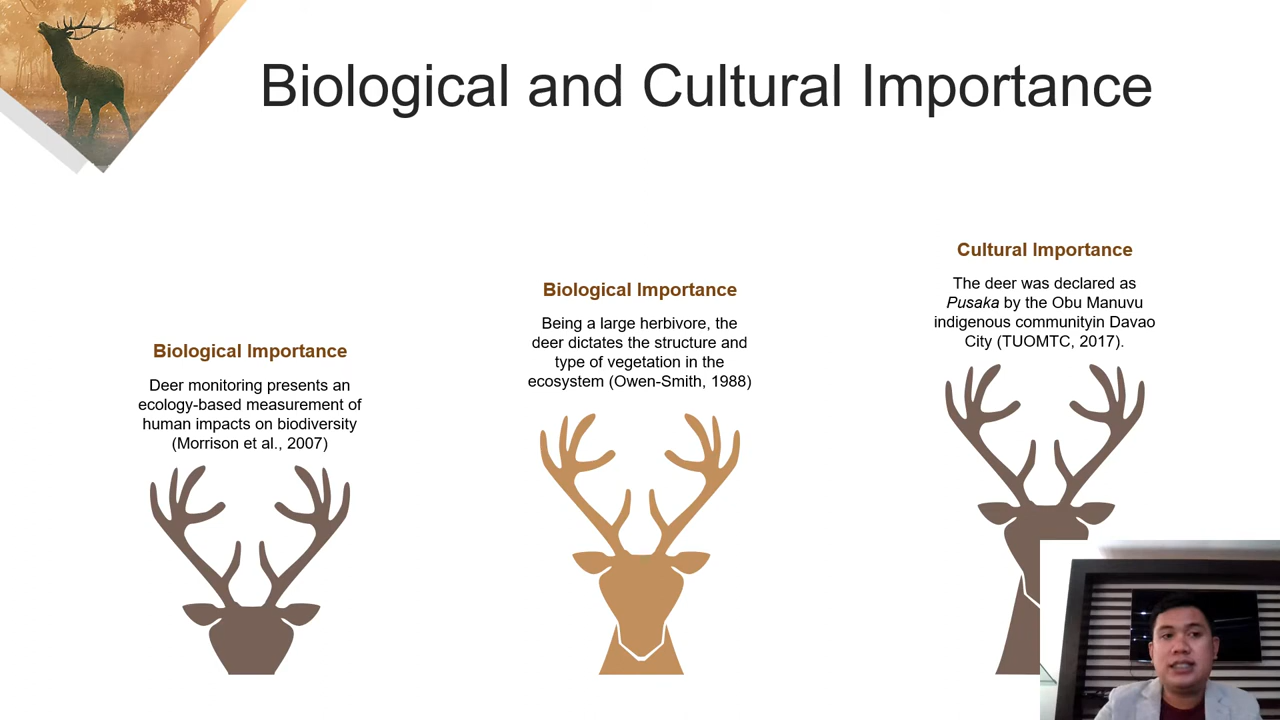 Biological and Cultural Importance
Biological Importance
Deer monitoring presents an
ecology-based measurement of
human impacts on biodiversity
(Morrison et al., 2007)
Biological Importance
Being a large herbivore, the
deer dictates the structure and
type of vegetation in the
ecosystem (Owen-Smith, 1988)
Cultural Importance
The deer was declared as
Pusaka by the Obu Manuvu
indigenous communityin Davao
City (TUOMTC, 2017).